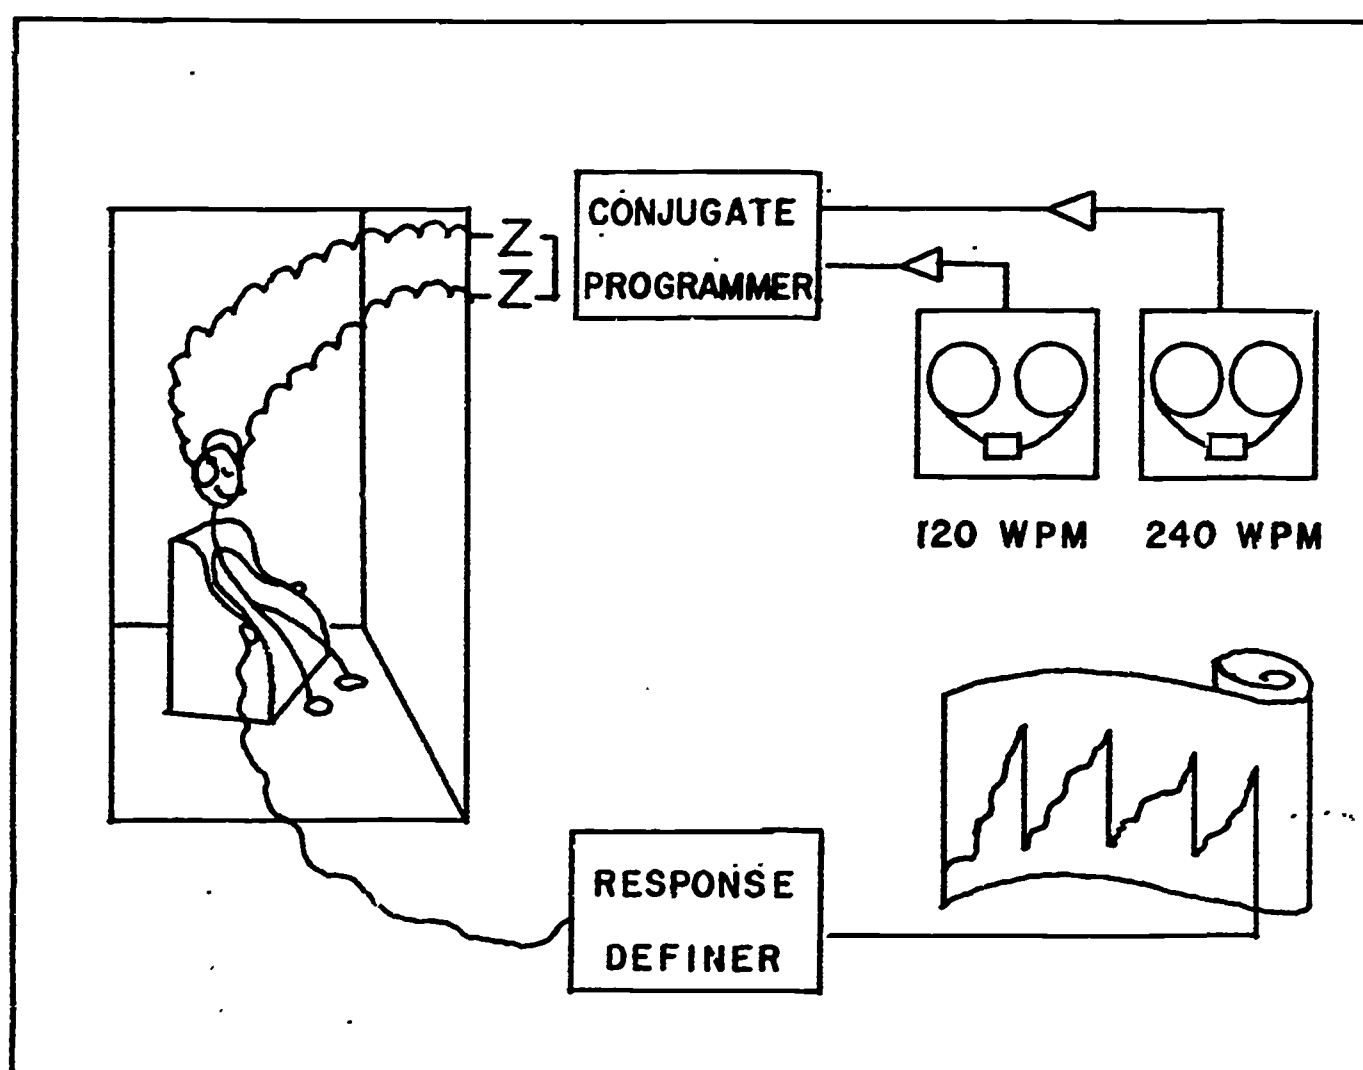 Z
Z
CONJUGATE
PROGRAMMER
120 WPM
240 WPM
RESPONSE
DEFINER